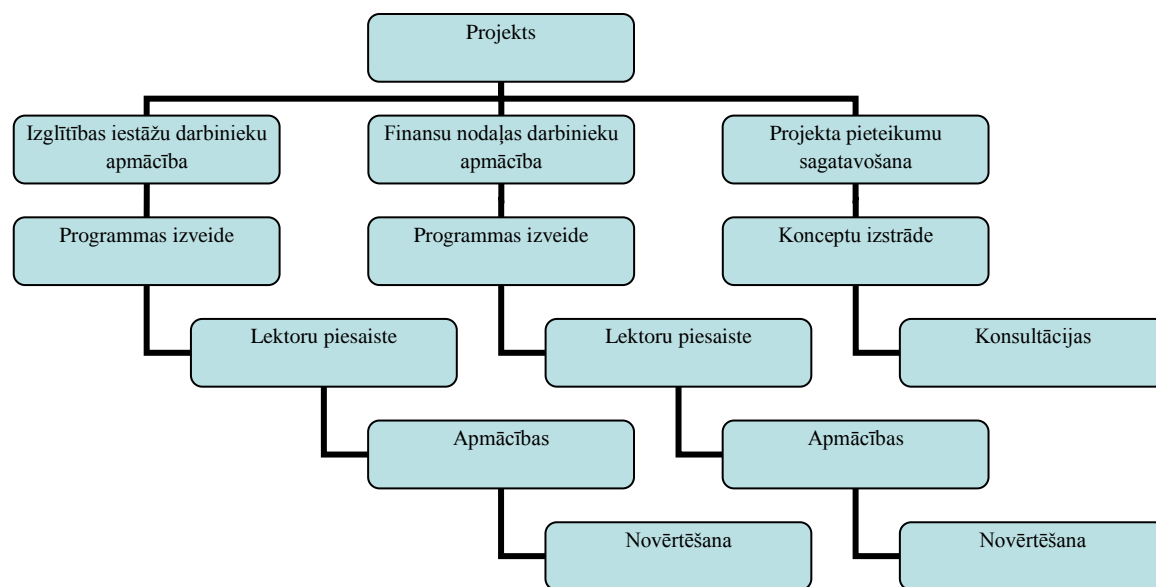 Projekts
Izglītības iestāžu darbinieku
apmācība
Finansu nodaļas darbinieku
apmācība
Projekta pieteikumu
sagatavošana
Programmas izveide
Programmas izveide
Konceptu izstrāde
Lektoru piesaiste
Lektoru piesaiste
Konsultācijas
Apmācības
Apmācības
Novērtēšana
Novērtēšana